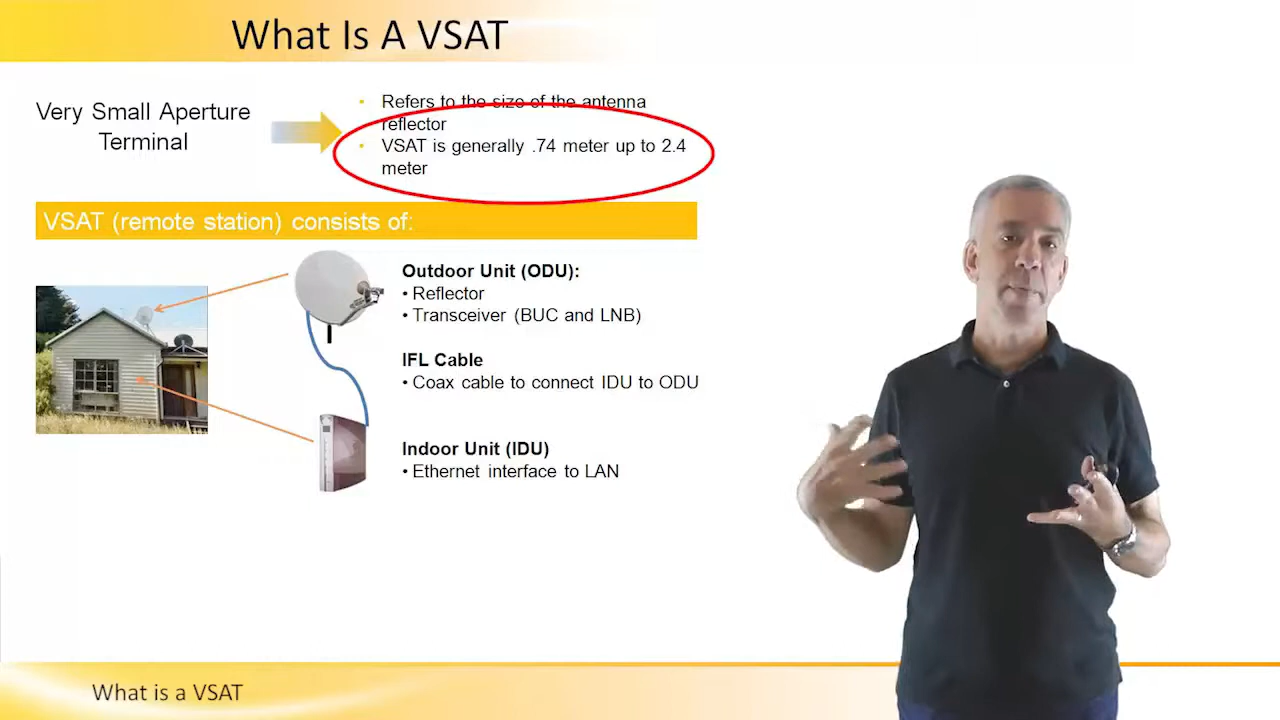 What Is A VSAT
Very Small Aperture
Terminal
▪ Refers to the size of the antenna
reflector
▪ VSAT is generally .74 meter up to 2.4
meter
VSAT (remote station) consists of:
Outdoor Unit (ODU):
• Reflector
• Transceiver (BUC and LNB)
IFL Cable
• Coax cable to connect IDU to ODU
Indoor Unit (IDU)
• Ethernet interface to LAN
What is a VSAT